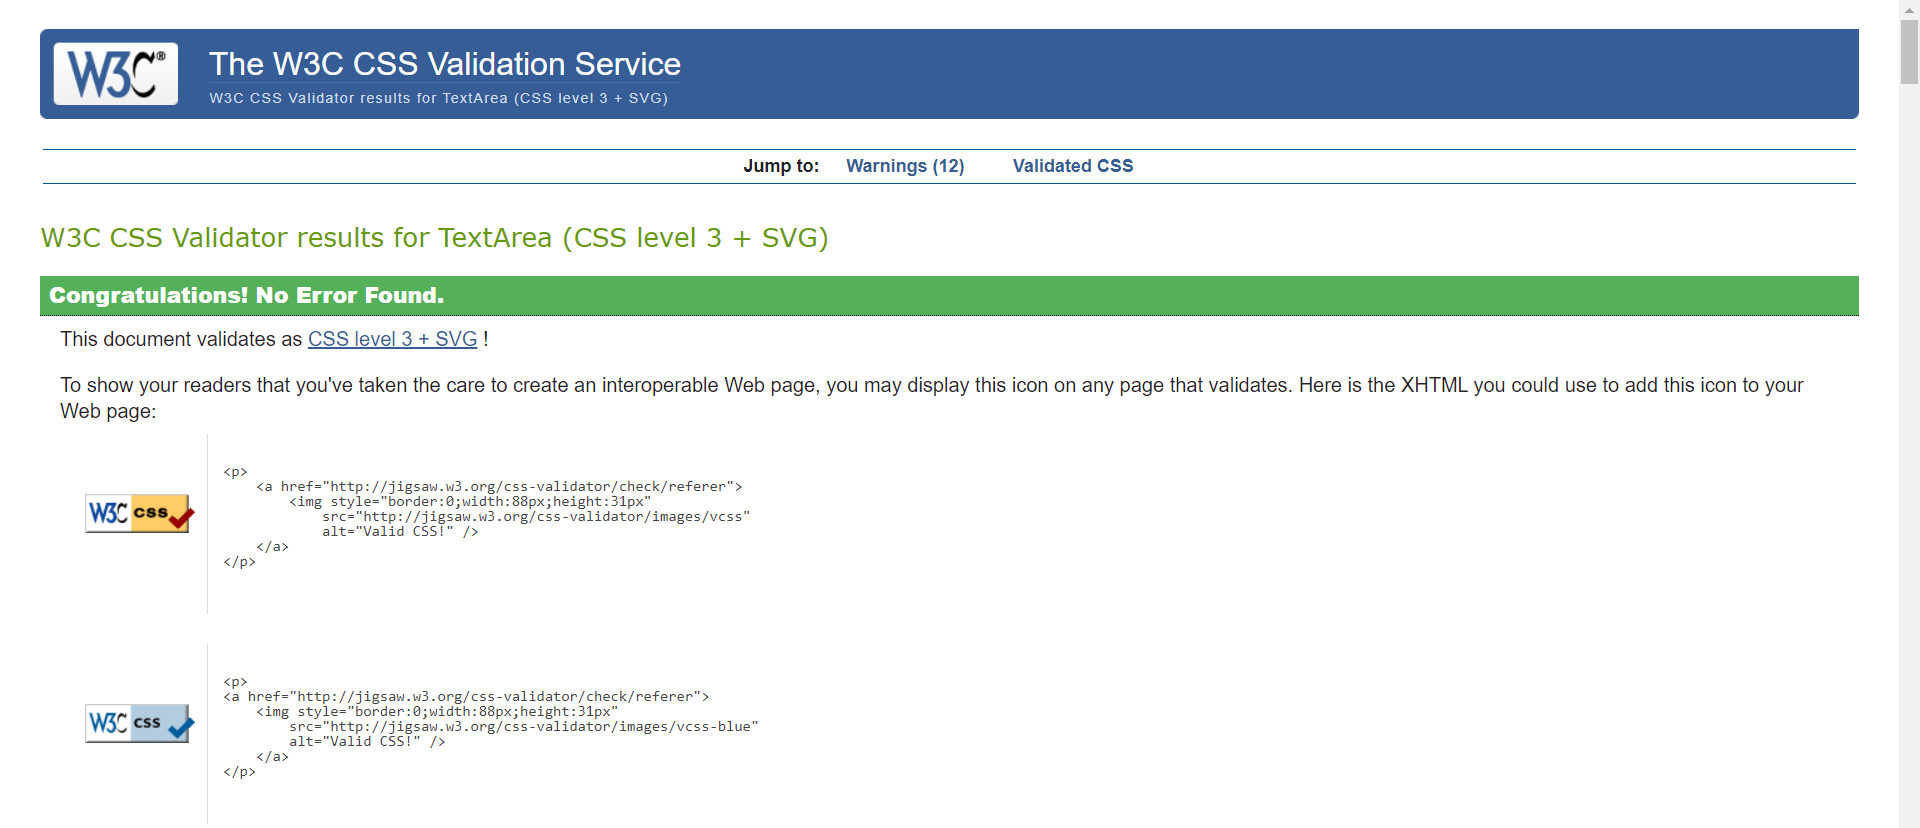 W3C®
The W3C CSS Validation Service
W3C CSS Validator results for TextArea (CSS level 3 + SVG)
Jump to: Warnings (12) Validated CSS
W3C CSS Validator results for TextArea (CSS level 3 + SVG)
Congratulations! No Error Found.
This document validates as CSS level 3 + SVG !
To show your readers that you've taken the care to create an interoperable Web page, you may display this icon on any page that validates. Here is the XHTML you could use to add this icon to your
Web page:
W3C css
<p>
    <a href="http://jigsaw.w3.org/css-validator/check/referer">
        <img style="border:0;width:88px;height:31px"
            src="http://jigsaw.w3.org/css-validator/images/vcss"
            alt="Valid CSS!" />
    </a>
</p>
W3C css
<p>
<a href="http://jigsaw.w3.org/css-validator/check/referer">
    <img style="border:0;width:88px;height:31px"
        src="http://jigsaw.w3.org/css-validator/images/vcss-blue"
        alt="Valid CSS!" />
    </a>
</p>